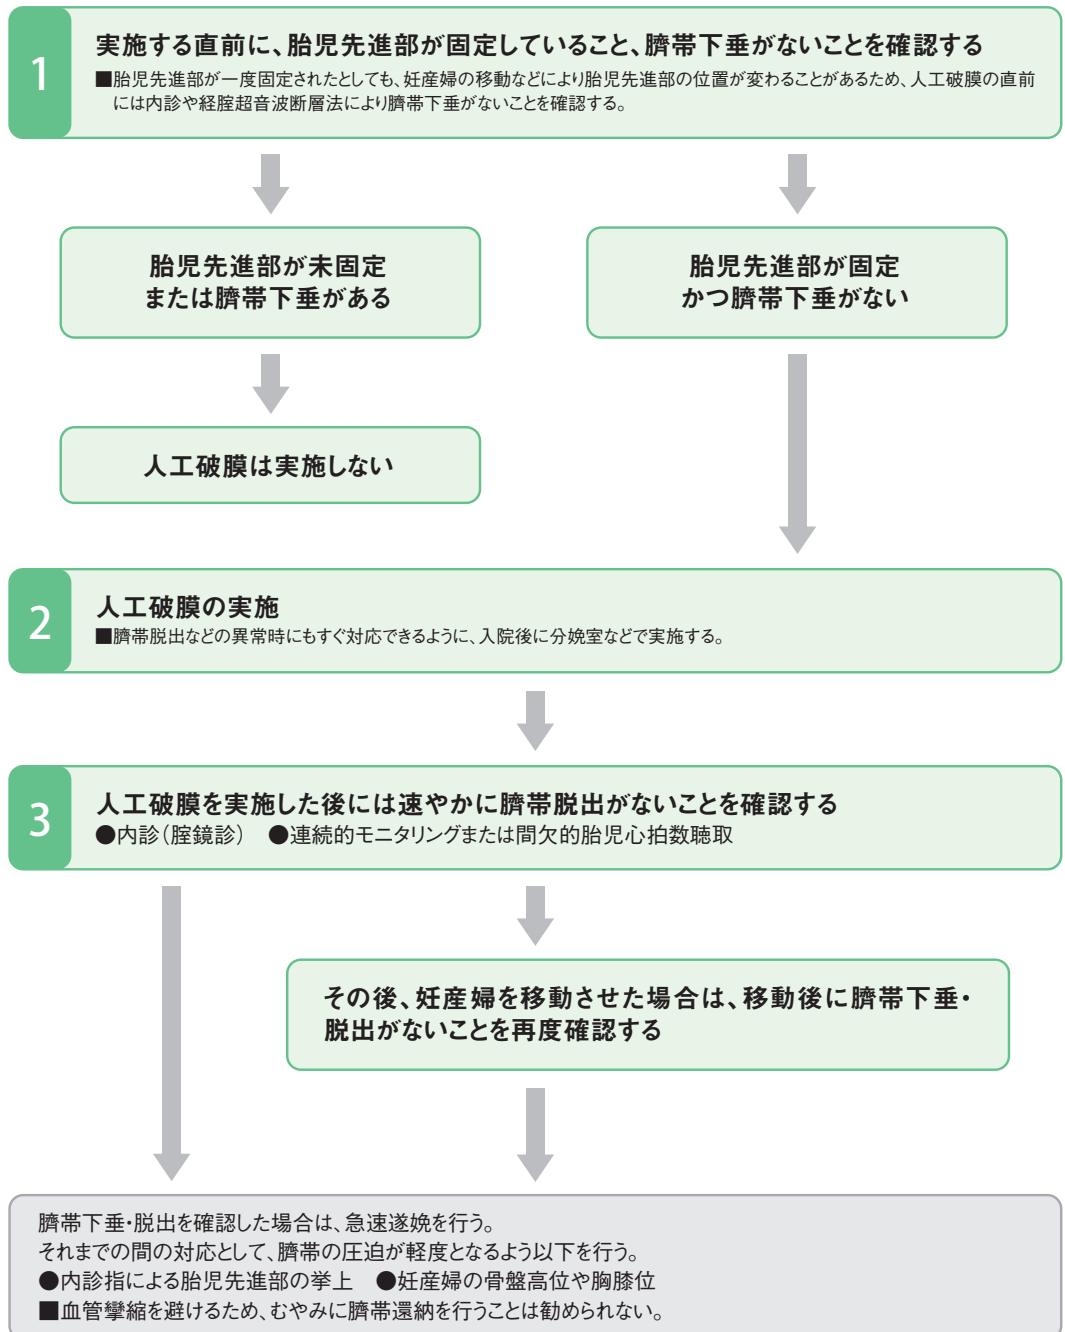 1
実施する直前に、胎児先進部が固定していること、臍帯下垂がないことを確認する
■胎児先進部が一度固定されたとしても、妊産婦の移動などにより胎児先進部の位置が変わることがあるため、人工破膜の直前
には内診や経腟超音波断層法により臍帯下垂がないことを確認する。
胎児先進部が未固定
または臍帯下垂がある
胎児先進部が固定
かつ臍帯下垂がない
人工破膜は実施しない
2
人工破膜の実施
■臍帯脱出などの異常時にもすぐ対応できるように、入院後に分娩室などで実施する。
3
人工破膜を実施した後には速やかに臍帯脱出がないことを確認する
●内診（腟鏡診）　●連続的モニタリングまたは間欠的胎児心拍数聴取
その後、妊産婦を移動させた場合は、移動後に臍帯下垂・
脱出がないことを再度確認する
臍帯下垂・脱出を確認した場合は、急速遂娩を行う。
それまでの間の対応として、臍帯の圧迫が軽度となるよう以下を行う。
●内診指による胎児先進部の挙上　●妊産婦の骨盤高位や胸膝位
■血管攣縮を避けるため、むやみに臍帯還納を行うことは勧められない。